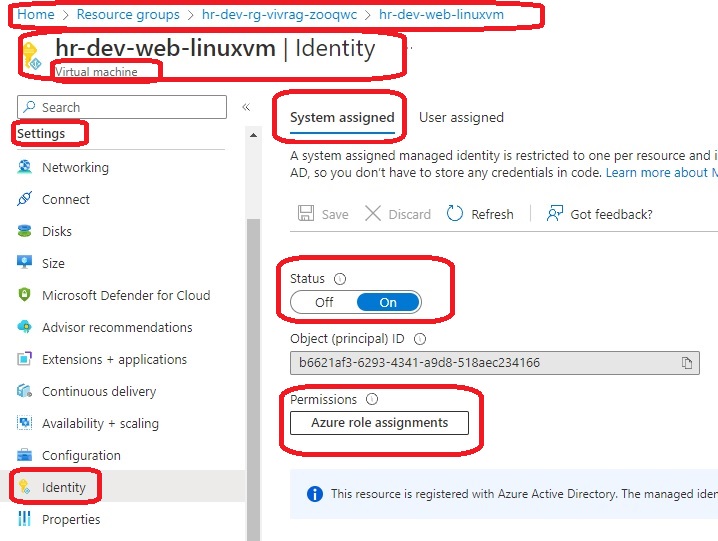 Home > Resource groups > hr-dev-rg-vivrag-zooqwc > hr-dev-web-linuxvm
hr-dev-web-linuxvm | Identity ...
Virtual machine
Search
«
Settings
Networking
Connect
Disks
Size
Microsoft Defender for Cloud
Advisor recommendations
Extensions + applications
Continuous delivery
Availability + scaling
Configuration
Identity
Properties
System assigned User assigned
A system assigned managed identity is restricted to one per resource and i
AD, so you don't have to store any credentials in code. Learn more about M
Save Discard Refresh Got feedback?
Status
Off On
Object (principal) ID
b6621af3-6293-4341-a9d8-518aec234166
Permissions
Azure role assignments
This resource is registered with Azure Active Directory. The managed iden